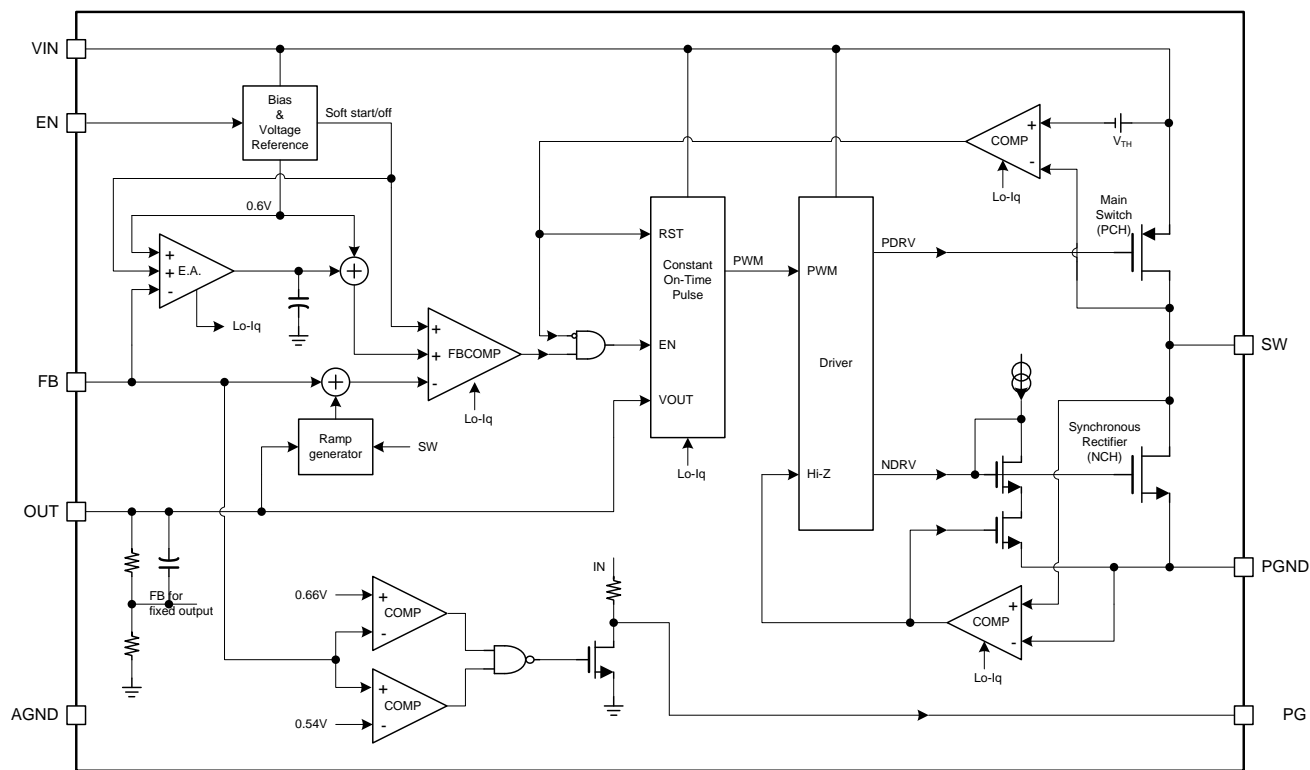 VIN
Bias
&
Voltage
Reference
Soft start/off
EN
+
-
COMP
VTH
Lo-Iq
Main
Switch
(PCH)
0.6V
+
+
-
E.A.
+
Lo-Iq
RST
Constant
On-Time
Pulse
EN
VOUT
PWM
PWM
PDRV
Driver
Hi-Z
NDRV
+
+
-
FBCOMP
Lo-Iq
SW
FB
+
Ramp
generator
SW
Lo-Iq
Synchronous
Rectifier
(NCH)
OUT
FB for
fixed output
IN
PGND
0.66V
+
-
COMP
+
-
COMP
Lo-Iq
+
-
COMP
0.54V
AGND
PG